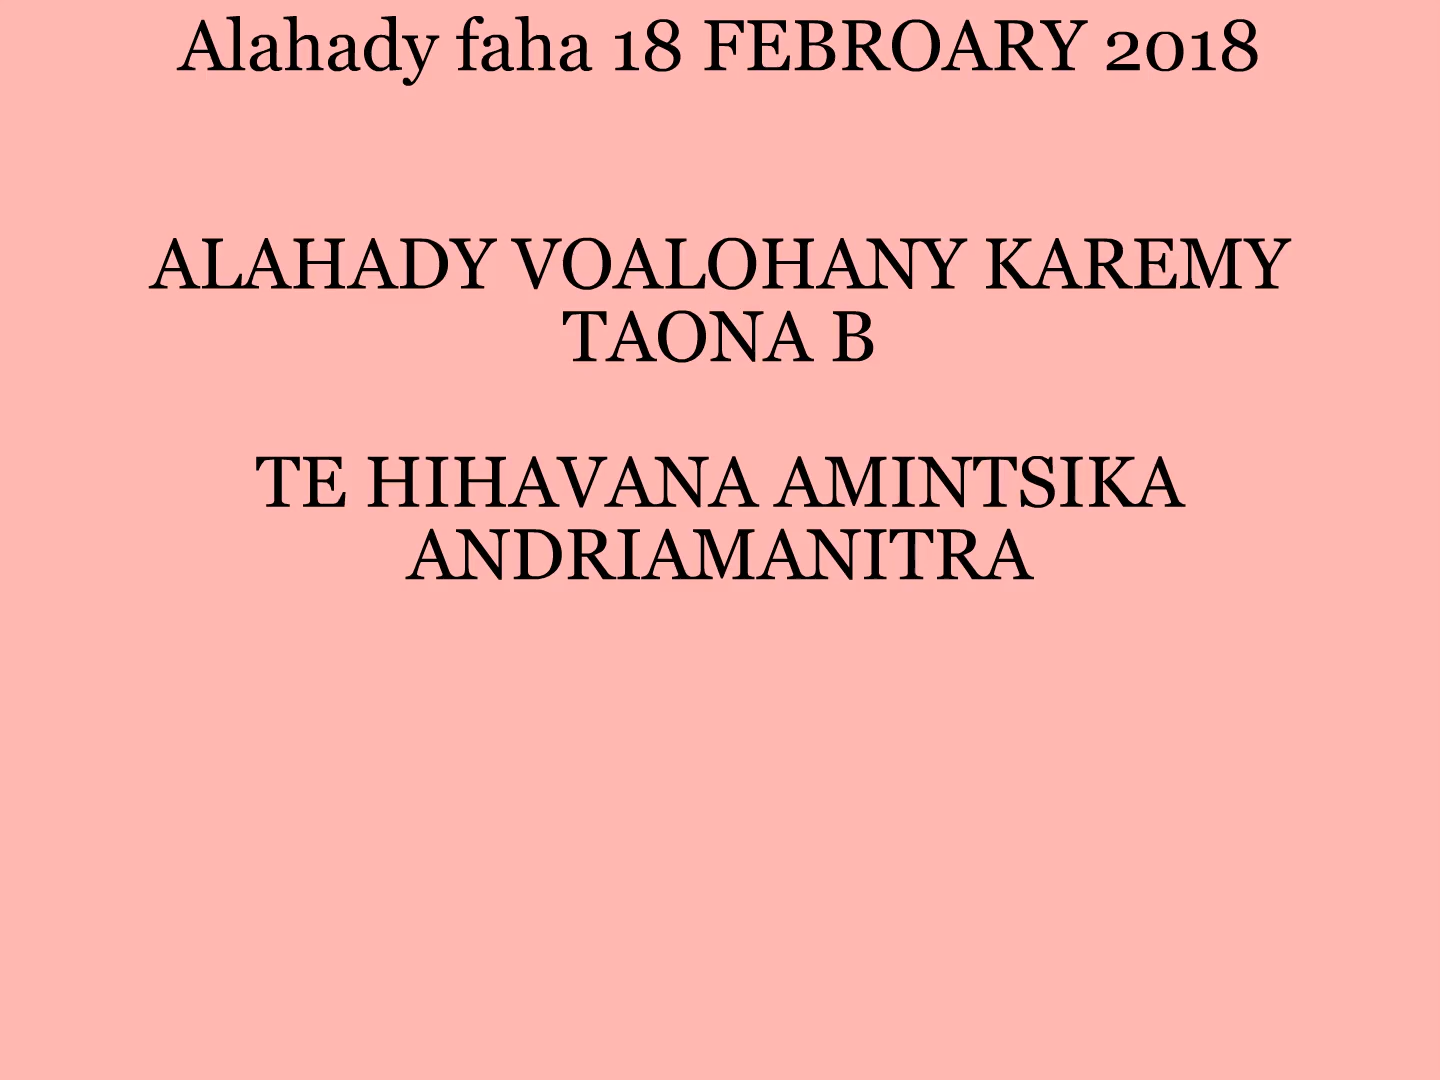 Alahady faha 18 FEBROARY 2018
ALAHADY VOALOHANY KAREMY
TAONA B
TE HIHAVANA AMINTSIKA
ANDRIAMANITRA